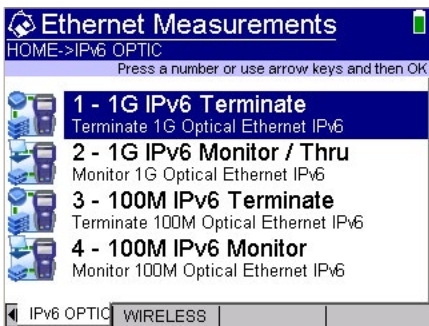 Ethernet Measurements
HOME->IPv6 OPTIC
Press a number or use arrow keys and then OK
1 - 1G IPv6 Terminate
Terminate 1G Optical Ethernet IPv6
2 - 1G IPv6 Monitor / Thru
Monitor 1G Optical Ethernet IPv6
3 - 100M IPv6 Terminate
Terminate 100M Optical Ethernet IPv6
4 - 100M IPv6 Monitor
Monitor 100M Optical Ethernet IPv6
IPv6 OPTIC WIRELESS